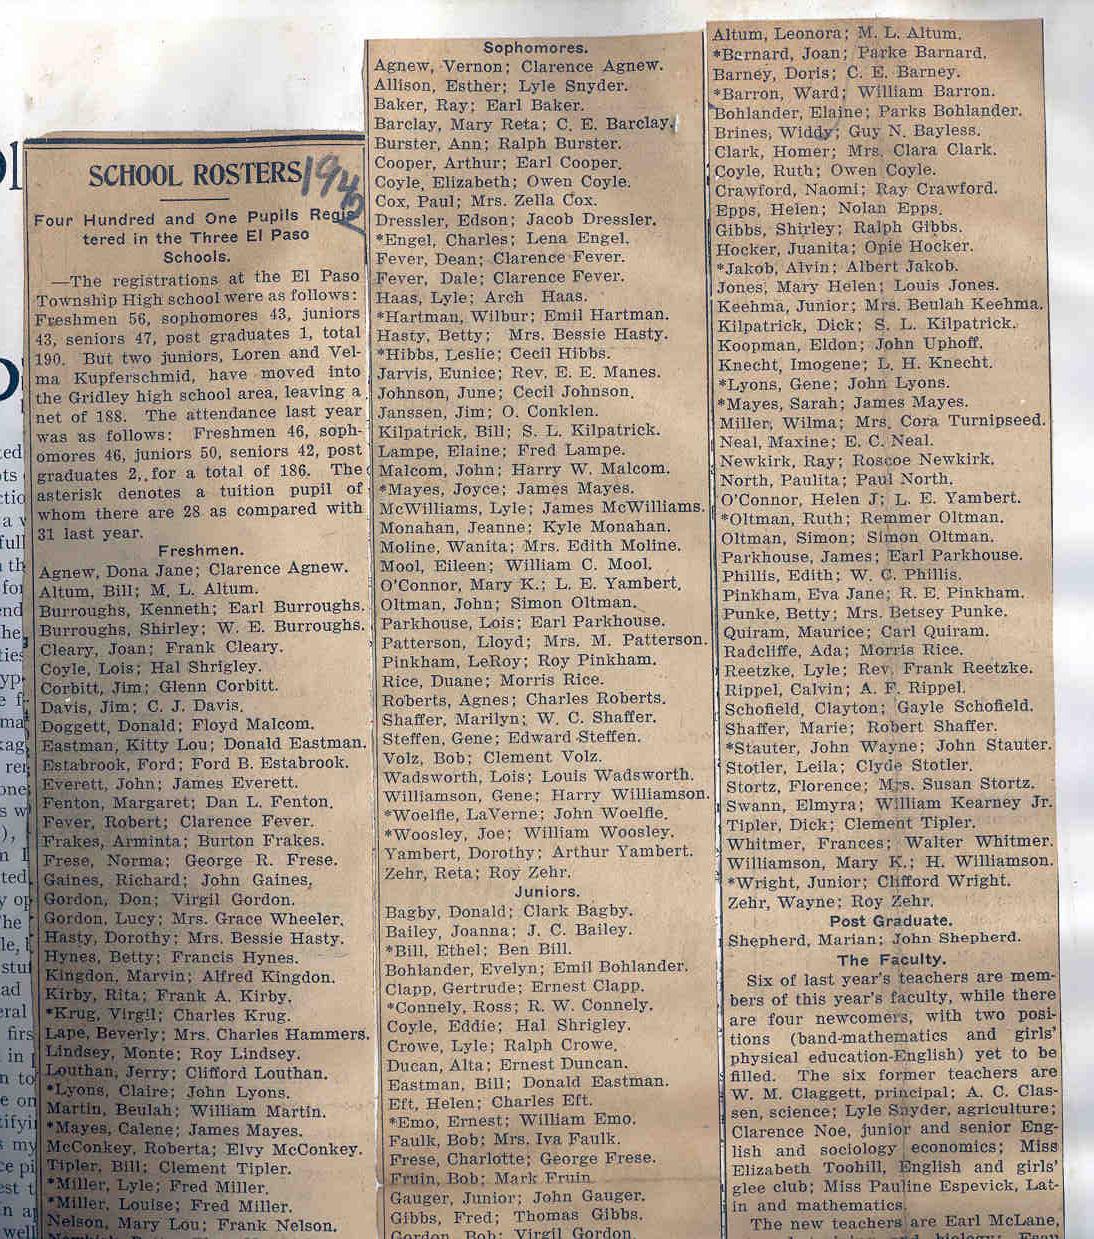 SCHOOL ROSTERS
1942
Four Hundred and One Pupils Regis
tered in the Three El Paso
Schools.
—The registrations at the El Paso
Township High school were as follows:
Freshmen 56, sophomores 43, juniors
43, seniors 47, post graduates 1, total
190. But two juniors, Loren and Vel-
ma Kupferschmid, have moved into
the Gridley high school area, leaving a
net of 188. The attendance last year
was as follows: Freshmen 46, soph-
omores 46, juniors 50, seniors 42, post
graduates 2, for a total of 186. The
asterisk denotes a tuition pupil of
whom there are 28 as compared with
31 last year.
Freshmen.
Agnew, Dona Jane; Clarence Agnew.
Altum, Bill; M. L. Altum.
Burroughs, Kenneth; Earl Burroughs.
Burroughs, Shirley; W. E. Burroughs.
Cleary, Joan; Frank Cleary.
Coyle, Lois; Hal Shrigley.
Corbitt, Jim; Glenn Corbitt.
Davis, Jim; C. J. Davis.
Doggett, Donald; Floyd Malcom.
Eastman, Kitty Lou; Donald Eastman.
Estabrook, Ford; Ford B. Estabrook.
Everett, John; James Everett.
Fenton, Margaret; Dan L. Fenton.
Fever, Robert; Clarence Fever.
Frakes, Arminta; Burton Frakes.
Frese, Norma; George R. Frese.
Gaines, Richard; John Gaines.
Gordon, Don; Virgil Gordon.
Gordon, Lucy; Mrs. Grace Wheeler.
Hasty, Dorothy; Mrs. Bessie Hasty.
Hynes, Betty; Francis Hynes.
Kingdon, Marvin; Alfred Kingdon.
Kirby, Rita; Frank A. Kirby.
*Krug, Virgil; Charles Krug.
Lape, Beverly; Mrs. Charles Hammers.
Lindsey, Monte; Roy Lindsey.
Louthan, Jerry; Clifford Louthan.
*Lyons, Claire; John Lyons.
Martin, Beulah; William Martin.
*Mayes, Calene; James Mayes.
McConkey, Roberta; Elvy McConkey.
Tipler, Bill; Clement Tipler.
*Miller, Lyle; Fred Miller.
*Miller, Louise; Fred Miller.
Nelson, Mary Lou; Frank Nelson.
Sophomores.
Agnew, Vernon; Clarence Agnew.
Allison, Esther; Lyle Snyder.
Baker, Ray; Earl Baker.
Barclay, Mary Reta; C. E. Barclay.
Burster, Ann; Ralph Burster.
Cooper, Arthur; Earl Cooper.
Coyle, Elizabeth; Owen Coyle.
Cox, Paul; Mrs. Zella Cox.
Dressler, Edson; Jacob Dressler.
*Engel, Charles; Lena Engel.
Fever, Dean; Clarence Fever.
Fever, Dale; Clarence Fever.
Haas, Lyle; Arch Haas.
*Hartman, Wilbur; Emil Hartman.
Hasty, Betty; Mrs. Bessie Hasty.
*Hibbs, Leslie; Cecil Hibbs.
Jarvis, Eunice; Rev. E. E. Manes.
Johnson, June; Cecil Johnson.
Janssen, Jim; O. Conklen.
Kilpatrick, Bill; S. L. Kilpatrick.
Lampe, Elaine; Fred Lampe.
Malcom, John; Harry W. Malcom.
*Mayes, Joyce; James Mayes.
McWilliams, Lyle; James McWilliams.
Monahan, Jeanne; Kyle Monahan.
Moline, Wanita; Mrs. Edith Moline.
Mool, Eileen; William C. Mool.
O'Connor, Mary K.; L. E. Yambert.
Oltman, John; Simon Oltman.
Parkhouse, Lois; Earl Parkhouse.
Patterson, Lloyd; Mrs. M. Patterson.
Pinkham, LeRoy; Roy Pinkham.
Rice, Duane; Morris Rice.
Roberts, Agnes; Charles Roberts.
Shaffer, Marilyn; W. C. Shaffer.
Steffen, Gene; Edward Steffen.
Volz, Bob; Clement Volz.
Wadsworth, Lois; Louis Wadsworth.
Williamson, Gene; Harry Williamson.
*Woelfle, LaVerne; John Woelfle.
*Woosley, Joe; William Woosley.
Yambert, Dorothy; Arthur Yambert.
Zehr, Reta; Roy Zehr.
Juniors.
Bagby, Donald; Clark Bagby.
Bailey, Joanna; J. C. Bailey.
*Bill, Ethel; Ben Bill.
Bohlander, Evelyn; Emil Bohlander.
Clapp, Gertrude; Ernest Clapp.
*Connely, Ross; R. W. Connely.
Coyle, Eddie; Hal Shrigley.
Crowe, Lyle; Ralph Crowe.
Ducan, Alta; Ernest Duncan.
Eastman, Bill; Donald Eastman.
Eft, Helen; Charles Eft.
*Emo, Ernest; William Emo.
Faulk, Bob; Mrs. Iva Faulk.
Frese, Charlotte; George Frese.
Fruin, Bob; Mark Fruin.
Gauger, Junior; John Gauger.
Gibbs, Fred; Thomas Gibbs.
Gordon, Bob; Virgil Gordon.
Altum, Leonora; M. L. Altum.
*Barnard, Joan; Parke Barnard.
Barney, Doris; C. E. Barney.
*Barron, Ward; William Barron.
Bohlander, Elaine; Parks Bohlander.
Brines, Widdy; Guy N. Bayless.
Clark, Homer; Mrs. Clara Clark.
Coyle, Ruth; Owen Coyle.
Crawford, Naomi; Ray Crawford.
Epps, Helen; Nolan Epps.
Gibbs, Shirley; Ralph Gibbs.
Hocker, Juanita; Opie Hocker.
*Jakob, Alvin; Albert Jakob.
Jones, Mary Helen; Louis Jones.
Keehma, Junior; Mrs. Beulah Keehma.
Kilpatrick, Dick; S. L. Kilpatrick.
Koopman, Eldon; John Uphoff.
Knecht, Imogene; L. H. Knecht.
*Lyons, Gene; John Lyons.
*Mayes, Sarah; James Mayes.
Miller, Wilma; Mrs. Cora Turnipseed.
Neal, Maxine; E. C. Neal.
Newkirk, Ray; Roscoe Newkirk.
North, Paulita; Paul North.
O'Connor, Helen J; L. E. Yambert.
*Oltman, Ruth; Remmer Oltman.
Oltman, Simon; Simon Oltman.
Parkhouse, James; Earl Parkhouse.
Phillis, Edith; W. C. Phillis.
Pinkham, Eva Jane; R. E. Pinkham.
Punke, Betty; Mrs. Betsey Punke.
Quiram, Maurice; Carl Quiram.
Radcliffe, Ada; Morris Rice.
Reetzke, Lyle; Rev. Frank Reetzke.
Rippel, Calvin; A. F. Rippel.
Schofield, Clayton; Gayle Schofield.
Shaffer, Marie; Robert Shaffer.
*Stauter, John Wayne; John Stauter.
Stotler, Leila; Clyde Stotler.
Stortz, Florence; Mrs. Susan Stortz.
Swann, Elmyra; William Kearney Jr.
Tipler, Dick; Clement Tipler.
Whitmer, Frances; Walter Whitmer.
Williamson, Mary K.; H. Williamson.
*Wright, Junior; Clifford Wright.
Zehr, Wayne; Roy Zehr.
Post Graduate.
Shepherd, Marian; John Shepherd.
The Faculty.
Six of last year's teachers are mem-
bers of this year's faculty, while there
are four newcomers, with two posi-
tions (band-mathematics and girls'
physical education-English) yet to be
filled. The six former teachers are
W. M. Claggett, principal; A. C. Clas-
sen, science; Lyle Snyder, agriculture;
Clarence Noe, junior and senior Eng-
lish and sociology economics; Miss
Elizabeth Toohill, English and girls'
glee club; Miss Pauline Espevick, Lat-
in and mathematics.
The new teachers are Earl McLane,